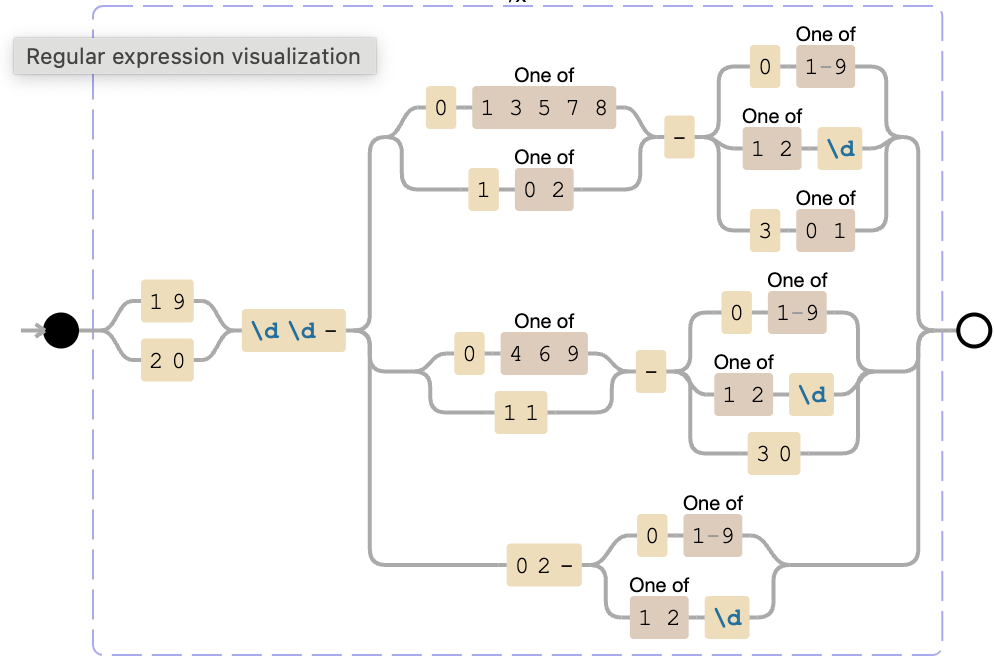 /x
Regular expression visualization
One of
0 1-9
One of
0 1 3 5 7 8
One of
1 2 \d
-
One of
1 0 2
One of
3 0 1
1 9
2 0
\d \d -
One of
0 1-9
One of
0 4 6 9
One of
1 2 \d
-
1 1
3 0
One of
0 1-9
0 2 -
One of
1 2 \d